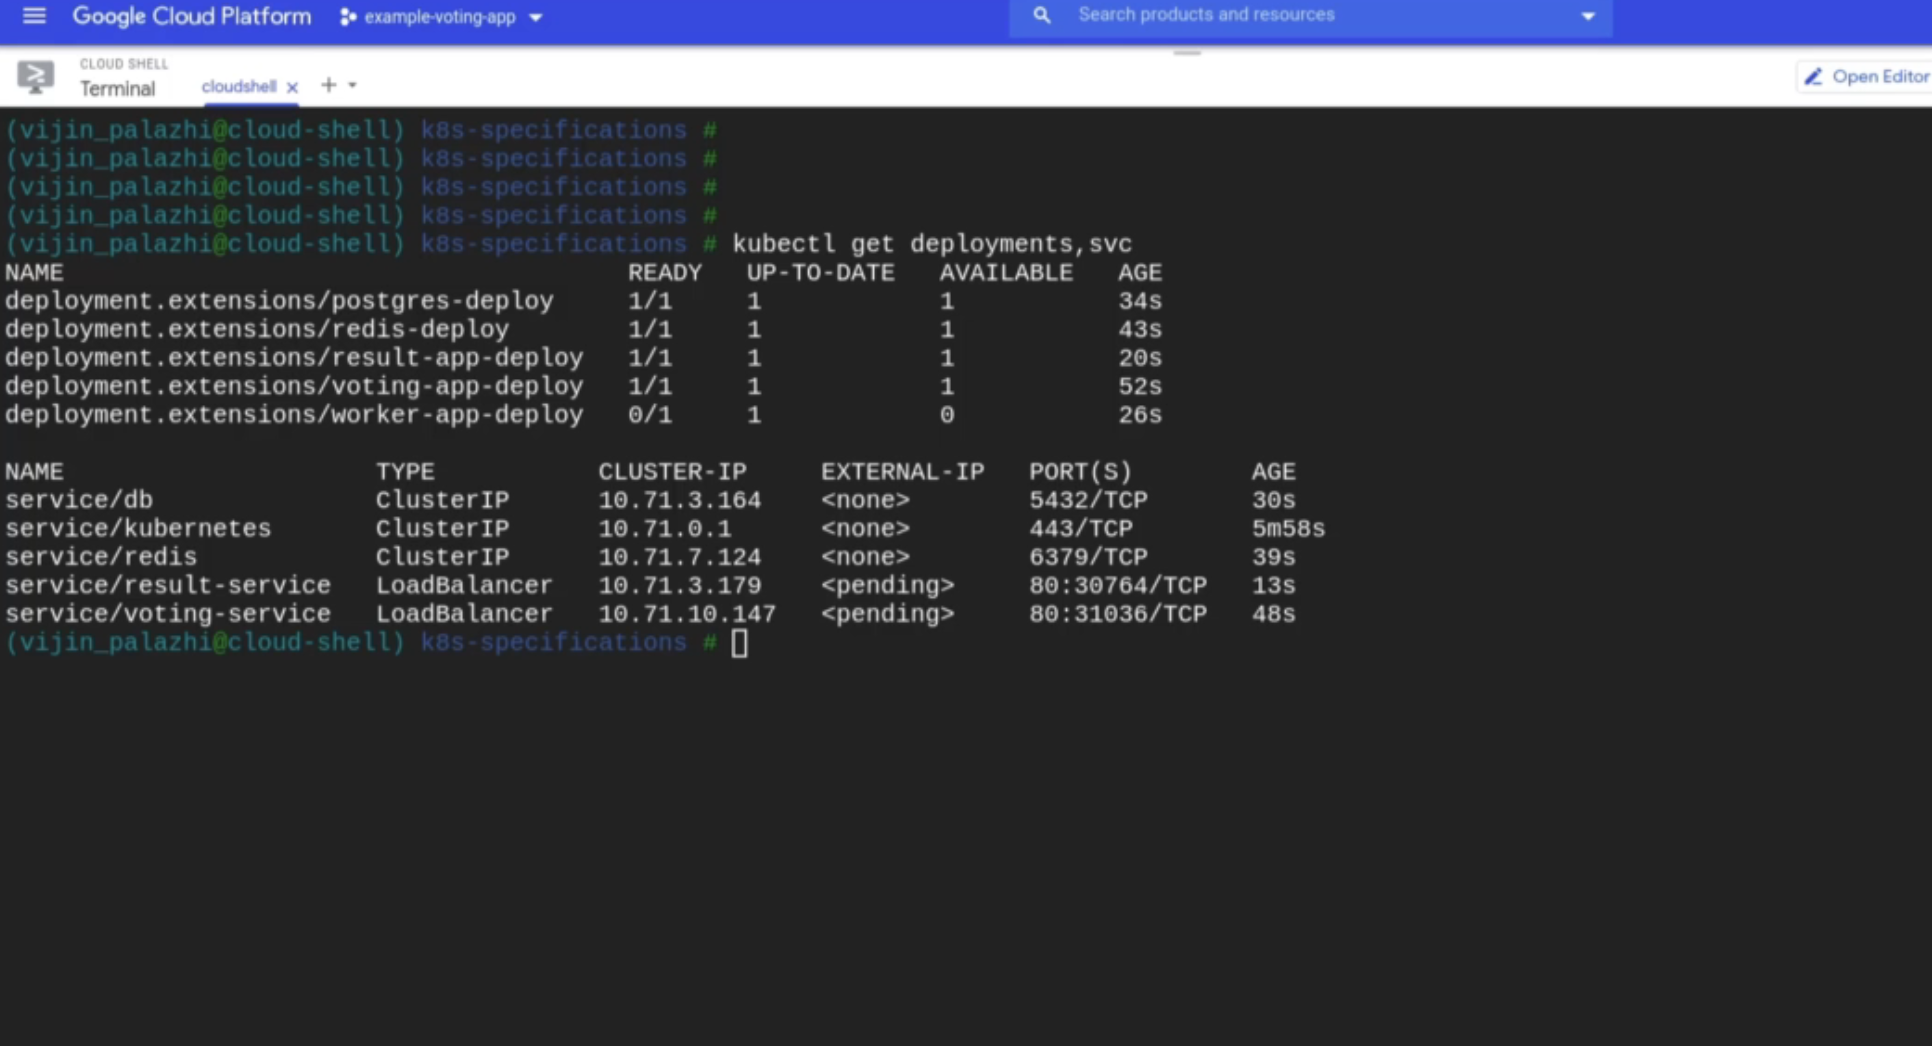 Google Cloud Platform example-voting-app Search products and resources
CLOUD SHELL
Terminal cloudshell Open Editor
(vijin_palazhi@cloud-shell) k8s-specifications #
(vijin_palazhi@cloud-shell) k8s-specifications #
(vijin_palazhi@cloud-shell) k8s-specifications #
(vijin_palazhi@cloud-shell) k8s-specifications #
(vijin_palazhi@cloud-shell) k8s-specifications # kubectl get deployments,svc
NAME READY UP-TO-DATE AVAILABLE AGE
deployment.extensions/postgres-deploy 1/1 1 1 34s
deployment.extensions/redis-deploy 1/1 1 1 43s
deployment.extensions/result-app-deploy 1/1 1 1 20s
deployment.extensions/voting-app-deploy 1/1 1 1 52s
deployment.extensions/worker-app-deploy 0/1 1 0 26s
NAME TYPE CLUSTER-IP EXTERNAL-IP PORT(S) AGE
service/db ClusterIP 10.71.3.164 <none> 5432/TCP 30s
service/kubernetes ClusterIP 10.71.0.1 <none> 443/TCP 5m58s
service/redis ClusterIP 10.71.7.124 <none> 6379/TCP 39s
service/result-service LoadBalancer 10.71.3.179 <pending> 80:30764/TCP 13s
service/voting-service LoadBalancer 10.71.10.147 <pending> 80:31036/TCP 48s
(vijin_palazhi@cloud-shell) k8s-specifications #